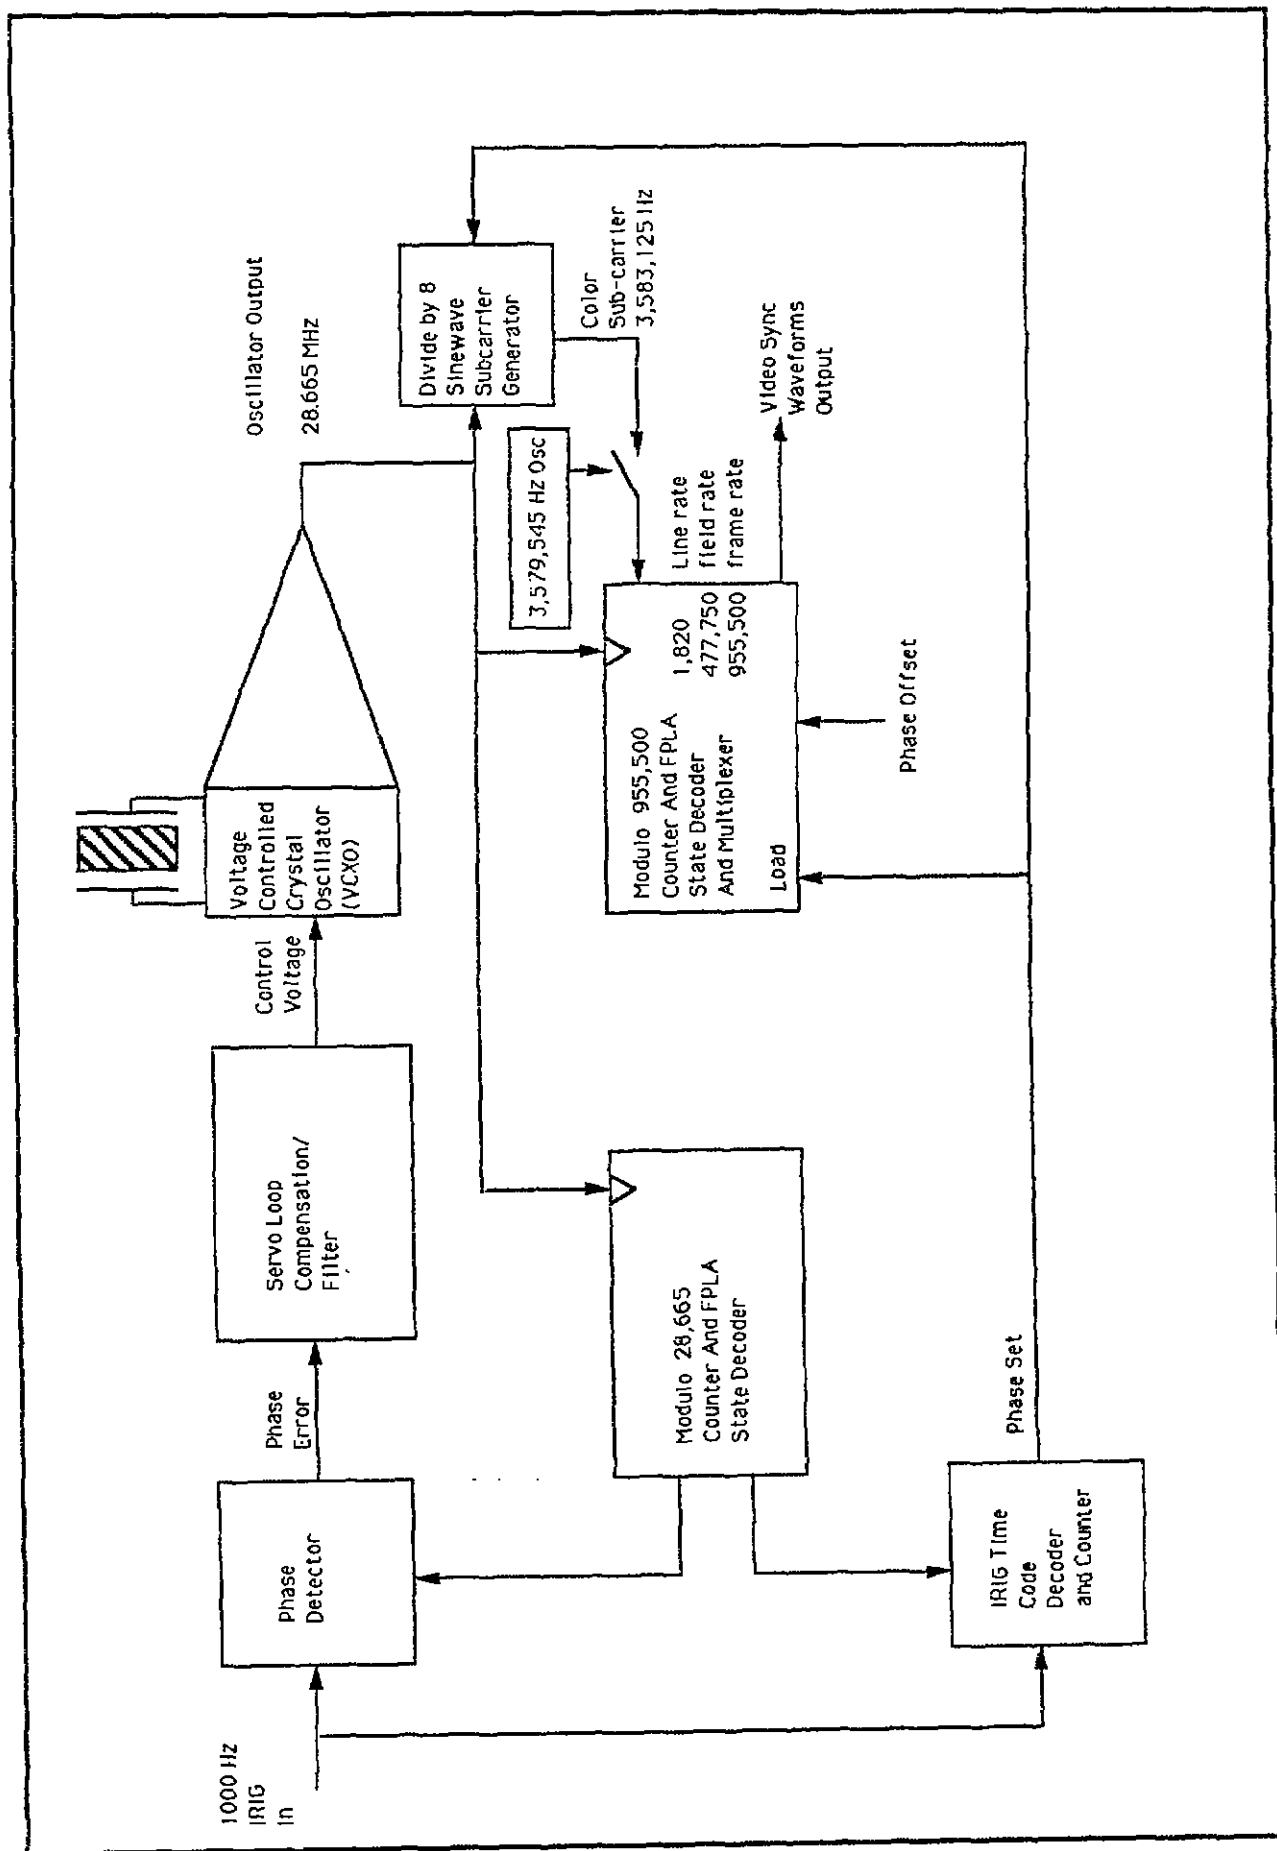 1000 Hz
IRIG
In
Phase
Detector
Phase
Error
Servo Loop
Compensation/
Filter
Control
Voltage
Voltage
Controlled
Crystal
Oscillator
(VCXO)
Oscillator Output
28.665 MHz
Divide by 8
Sinewave
Subcarrier
Generator
3,579,545 Hz Osc
Color
Sub-carrier
3,583,125 Hz
Modulo 28,665
Counter And FPLA
State Decoder
Modulo 955,500
Counter And FPLA
State Decoder
And Multiplexer
Load
1,820 Line rate
477,750 field rate
955,500 frame rate
Video Sync
Waveforms
Output
Phase Offset
IRIG Time
Code
Decoder
and Counter
Phase Set